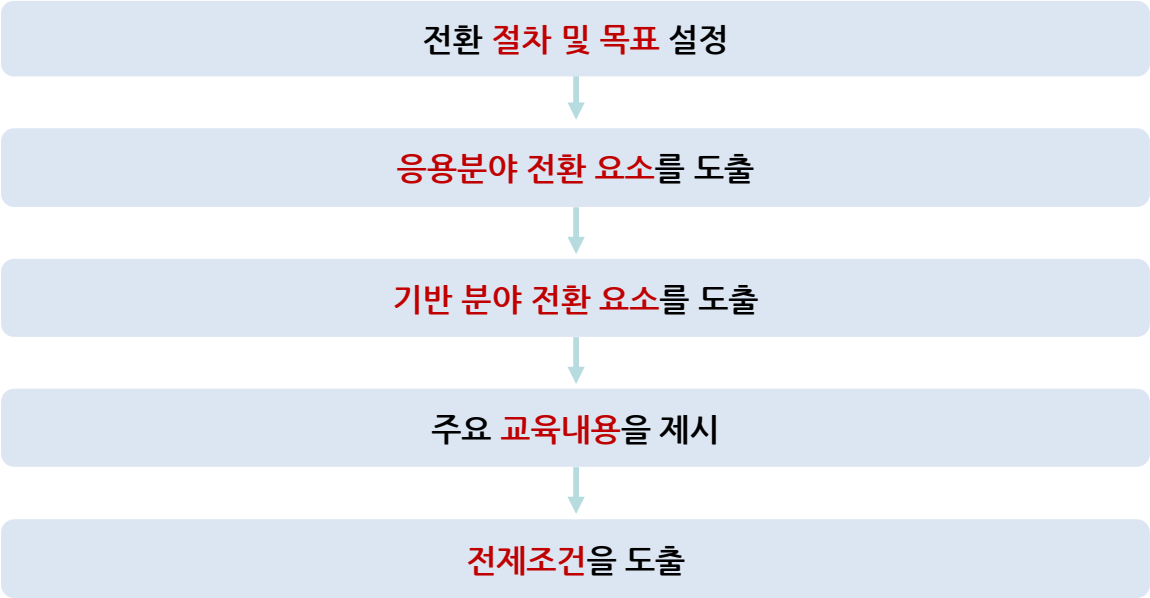 전환 절차 및 목표 설정
응용분야 전환 요소를 도출
기반 분야 전환 요소를 도출
주요 교육내용을 제시
전제조건을 도출